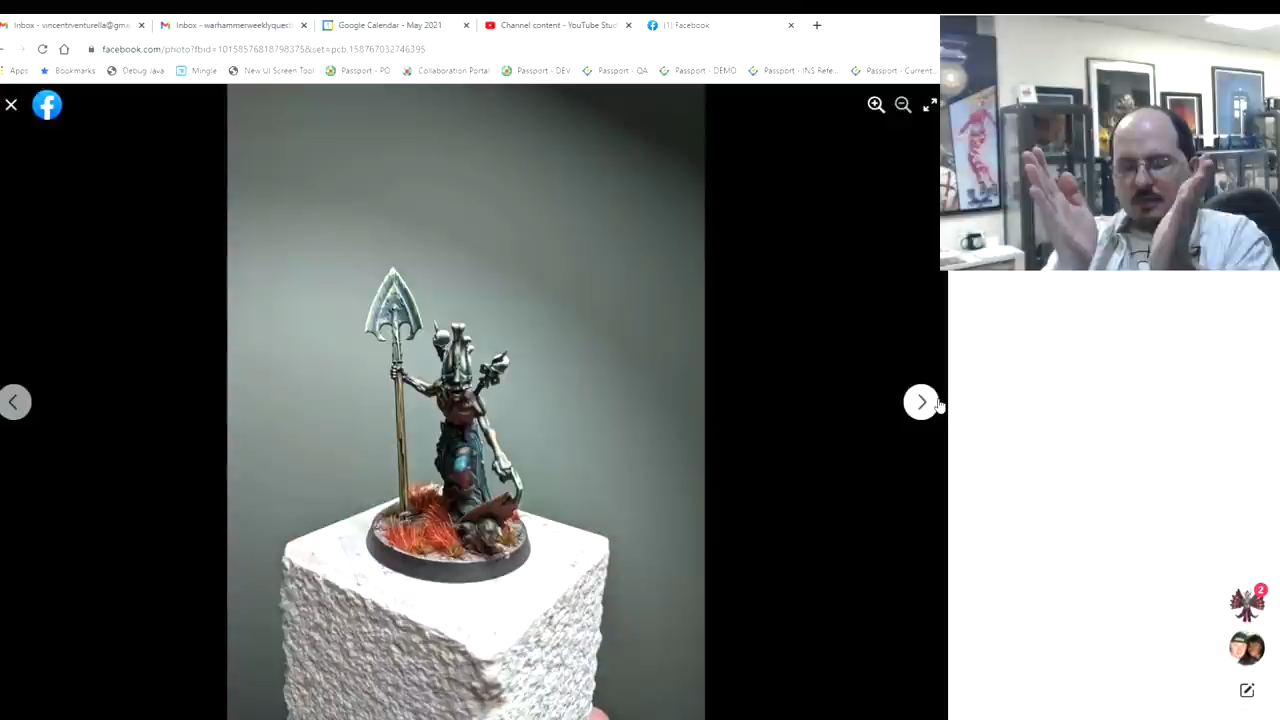 Inbox - vincentrventurella@gma
Inbox - warhammerweeklyquest
Google Calendar - May 2021
Channel content - YouTube Stud
(1) Facebook
facebook.com/photo?fbid=10158576818798375&set=pcb.158767032746395
Apps
Bookmarks
Debug Java
Mingle
New UI Screen Tool
Passport - PO
Collaboration Portal
Passport - DEV
Passport - QA
Passport - DEMO
Passport - INS Refe...
Passport - Current...
2